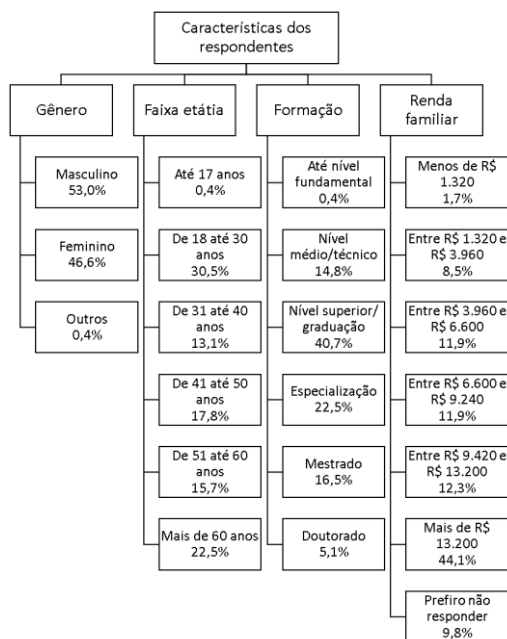 Características dos
respondentes
Gênero
Masculino
53,0%
Feminino
46,6%
Outros
0,4%
Faixa etátia
Até 17 anos
0,4%
De 18 até 30
anos
30,5%
De 31 até 40
anos
13,1%
De 41 até 50
anos
17,8%
De 51 até 60
anos
15,7%
Mais de 60 anos
22,5%
Formação
Até nível
fundamental
0,4%
Nível
médio/técnico
14,8%
Nível superior/
graduação
40,7%
Especialização
22,5%
Mestrado
16,5%
Doutorado
5,1%
Renda
familiar
Menos de R$
1.320
1,7%
Entre R$ 1.320 e
R$ 3.960
8,5%
Entre R$ 3.960 e
R$ 6.600
11,9%
Entre R$ 6.600 e
R$ 9.240
11,9%
Entre R$ 9.420 e
R$ 13.200
12,3%
Mais de R$
13.200
44,1%
Prefiro não
responder
9,8%